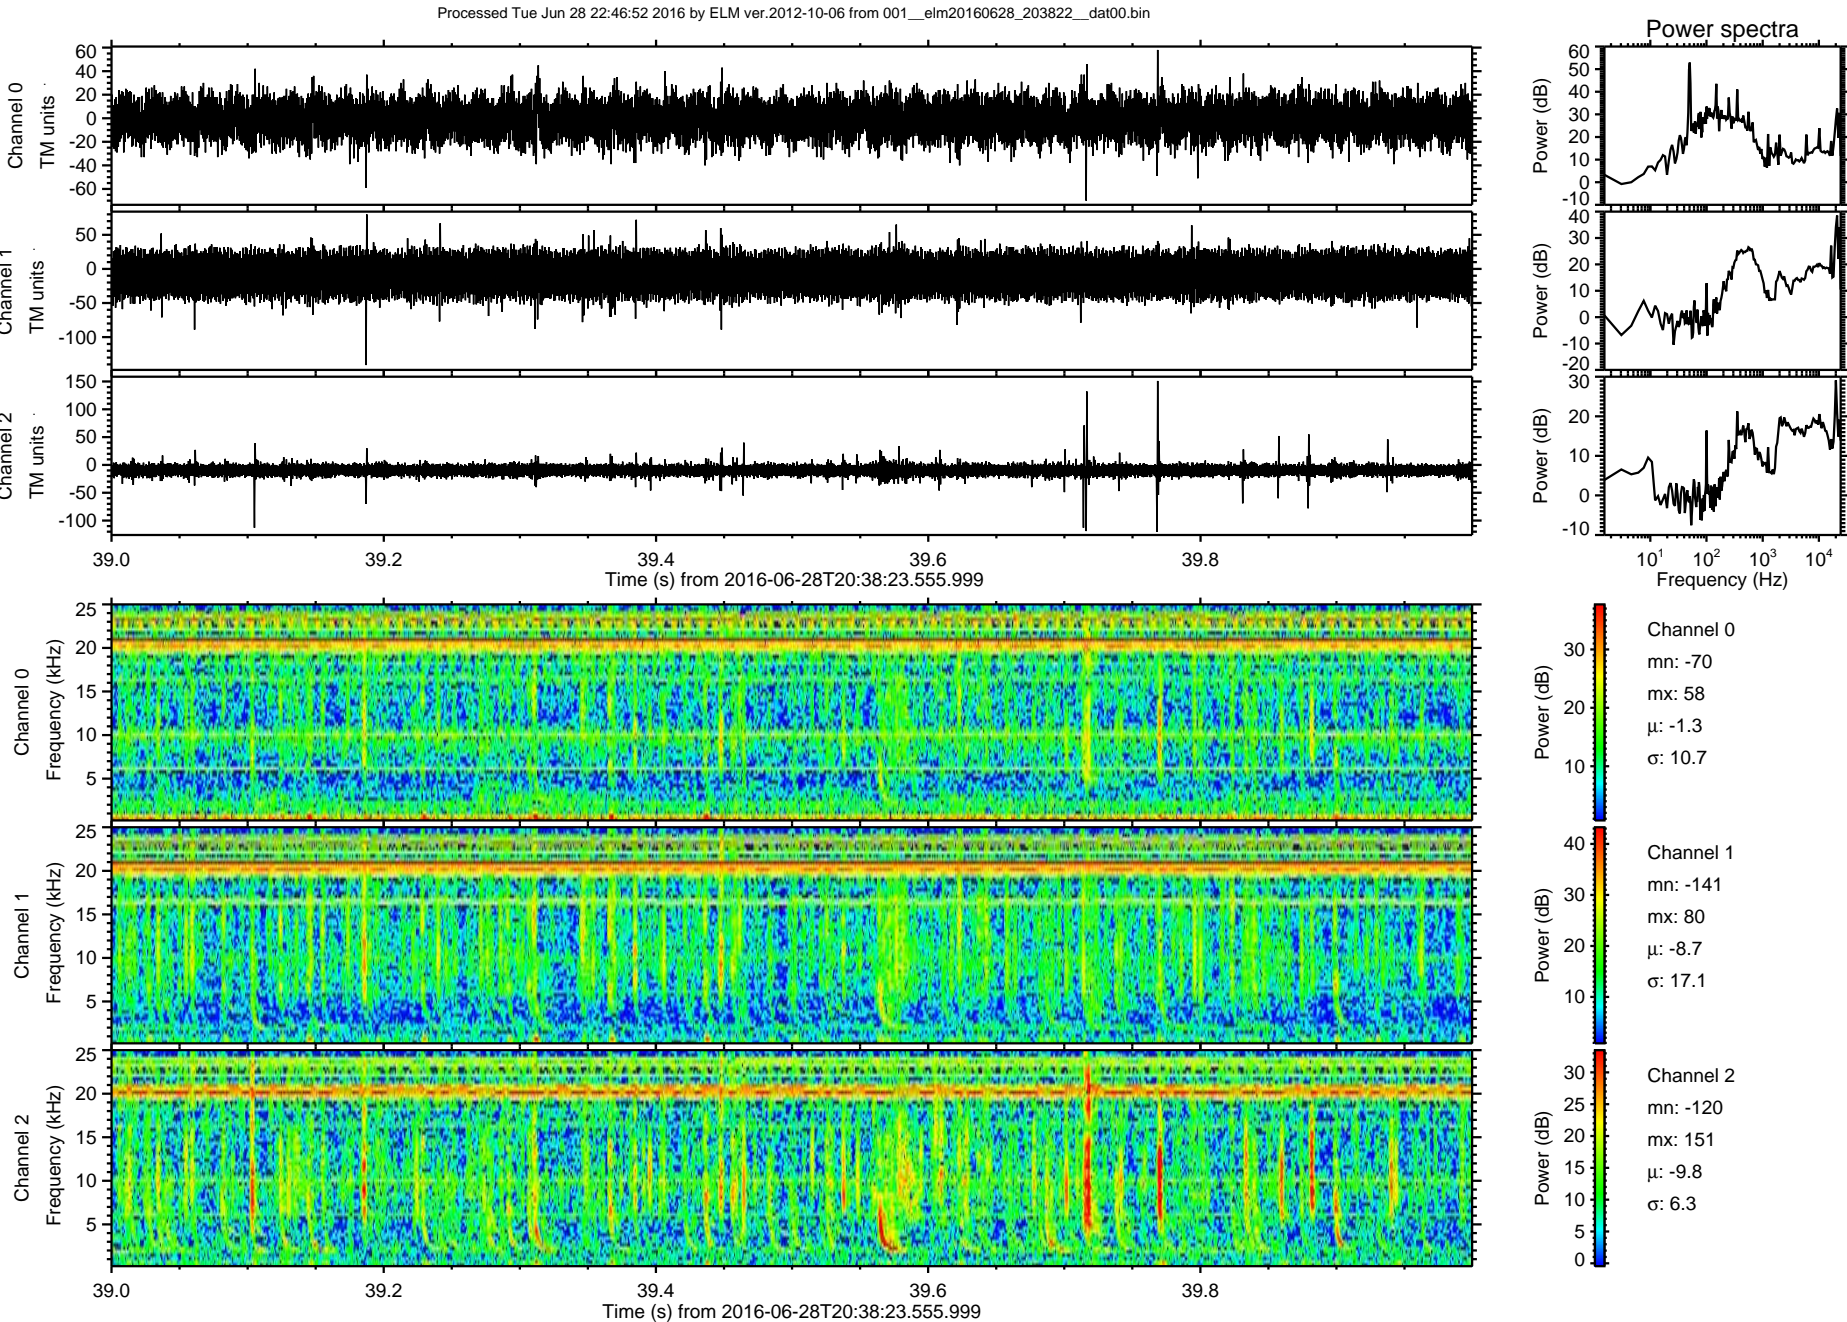 Processed Tue Jun 28 22:46:52 2016 by ELM ver.2012-10-06 from 001__elm20160628_203822__dat00.bin
Power spectra
Channel 0
TM units
60
40
20
0
-20
-40
-60
Power (dB)
60
50
40
30
20
10
0
-10
Channel 1
TM units
50
0
-50
-100
Power (dB)
40
30
20
10
0
-10
-20
Channel 2
TM units
150
100
50
0
-50
-100
Power (dB)
30
20
10
0
-10
39.0 39.2 39.4 39.6 39.8
Time (s) from 2016-06-28T20:38:23.555.999
10^1 10^2 10^3 10^4
Frequency (Hz)
Channel 0
Frequency (kHz)
25
20
15
10
5
Power (dB)
30
20
10
Channel 0
mn: -70
mx: 58
μ: -1.3
σ: 10.7
Channel 1
Frequency (kHz)
25
20
15
10
5
Power (dB)
40
30
20
10
Channel 1
mn: -141
mx: 80
μ: -8.7
σ: 17.1
Channel 2
Frequency (kHz)
25
20
15
10
5
Power (dB)
30
25
20
15
10
5
0
Channel 2
mn: -120
mx: 151
μ: -9.8
σ: 6.3
39.0 39.2 39.4 39.6 39.8
Time (s) from 2016-06-28T20:38:23.555.999